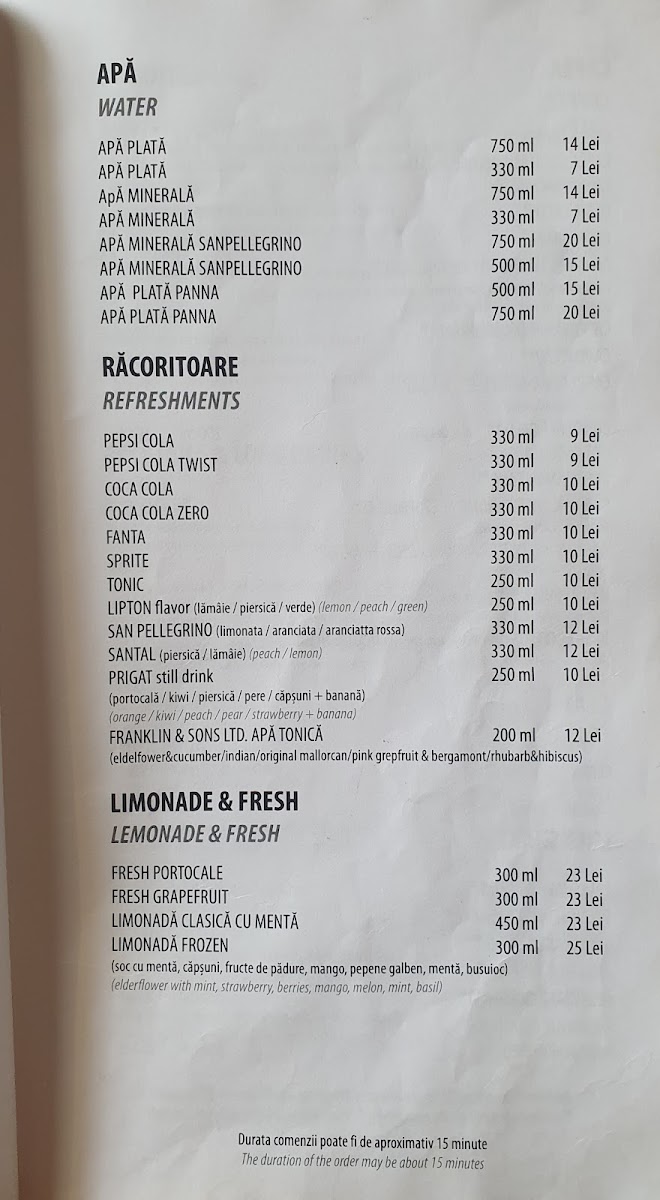 APĂ
WATER
APĂ PLATĂ 750 ml 14 Lei
APĂ PLATĂ 330 ml 7 Lei
ApĂ MINERALĂ 750 ml 14 Lei
APĂ MINERALĂ 330 ml 7 Lei
APĂ MINERALĂ SANPELLEGRINO 750 ml 20 Lei
APĂ MINERALĂ SANPELLEGRINO 500 ml 15 Lei
APĂ PLATĂ PANNA 500 ml 15 Lei
APĂ PLATĂ PANNA 750 ml 20 Lei
RĂCORITOARE
REFRESHMENTS
PEPSI COLA 330 ml 9 Lei
PEPSI COLA TWIST 330 ml 9 Lei
COCA COLA 330 ml 10 Lei
COCA COLA ZERO 330 ml 10 Lei
FANTA 330 ml 10 Lei
SPRITE 330 ml 10 Lei
TONIC 250 ml 10 Lei
LIPTON flavor (lămâie / piersică / verde) (lemon / peach / green) 250 ml 10 Lei
SAN PELLEGRINO (limonata / aranciata / aranciatta rossa) 330 ml 12 Lei
SANTAL (piersică / lămâie) (peach / lemon) 330 ml 12 Lei
PRIGAT still drink 250 ml 10 Lei
(portocală / kiwi / piersică / pere / căpșuni + banană)
(orange / kiwi / peach / pear / strawberry + banana)
FRANKLIN & SONS LTD. APĂ TONICĂ 200 ml 12 Lei
(eldelfower&cucumber/indian/original mallorcan/pink grepfruit & bergamont/rhubarb&hibiscus)
LIMONADE & FRESH
LEMONADE & FRESH
FRESH PORTOCALE 300 ml 23 Lei
FRESH GRAPEFRUIT 300 ml 23 Lei
LIMONADĂ CLASICĂ CU MENTĂ 450 ml 23 Lei
LIMONADĂ FROZEN 300 ml 25 Lei
(soc cu mentă, căpșuni, fructe de pădure, mango, pepene galben, mentă, busuioc)
(elderflower with mint, strawberry, berries, mango, melon, mint, basil)
Durata comenzii poate fi de aproximativ 15 minute
The duration of the order may be about 15 minutes